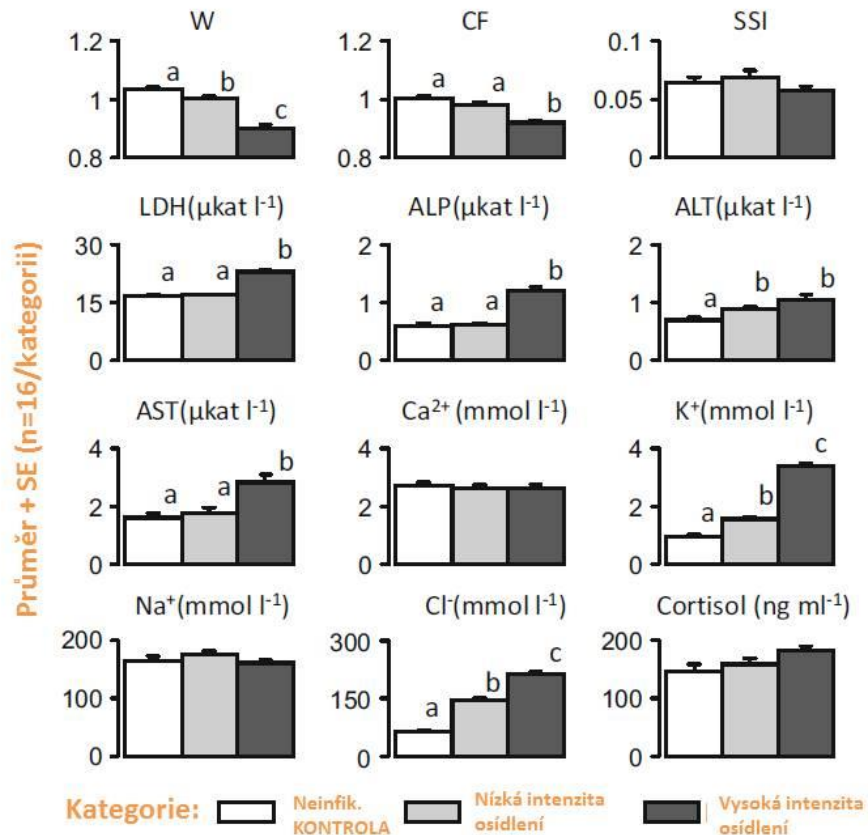 W CF SSI
1.2 1.2 0.1
a b c a a b
1 1 0.05
0.8 0.8 0
LDH(µkat l⁻¹) ALP(µkat l⁻¹) ALT(µkat l⁻¹)
30 2 2
a a b a a b a b b
15 1 1
0 0 0
AST(µkat l⁻¹) Ca²⁺(mmol l⁻¹) K⁺(mmol l⁻¹)
4 4 4
a a b a b c
2 2 2
0 0 0
Na⁺(mmol l⁻¹) Cl⁻(mmol l⁻¹) Cortisol (ng ml⁻¹)
200 300 200
a b c
100 150 100
0 0 0
Průměr + SE (n=16/kategorii)
Kategorie: Neinfik. Nízká intenzita Vysoká intenzita
KONTROLA osídlení osídlení